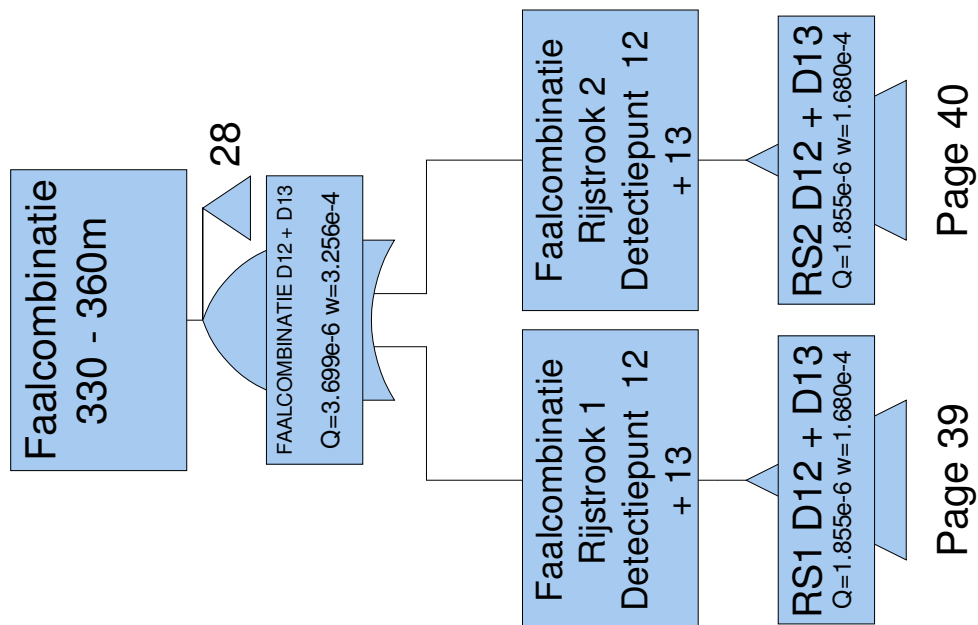 Faalcombinatie
330 - 360m
28
FAALCOMBINATIE D12 + D13
Q=3.699e-6 w=3.256e-4
Faalcombinatie
Rijstrook 1
Detectiepunt 12
+ 13
RS1 D12 + D13
Q=1.855e-6 w=1.680e-4
Page 39
Faalcombinatie
Rijstrook 2
Detectiepunt 12
+ 13
RS2 D12 + D13
Q=1.855e-6 w=1.680e-4
Page 40